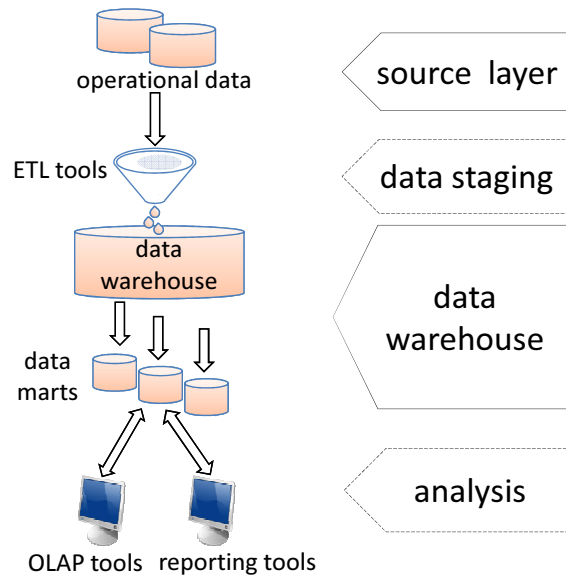 operational data
source layer
ETL tools
data staging
data
warehouse
data
warehouse
data
marts
analysis
OLAP tools
reporting tools